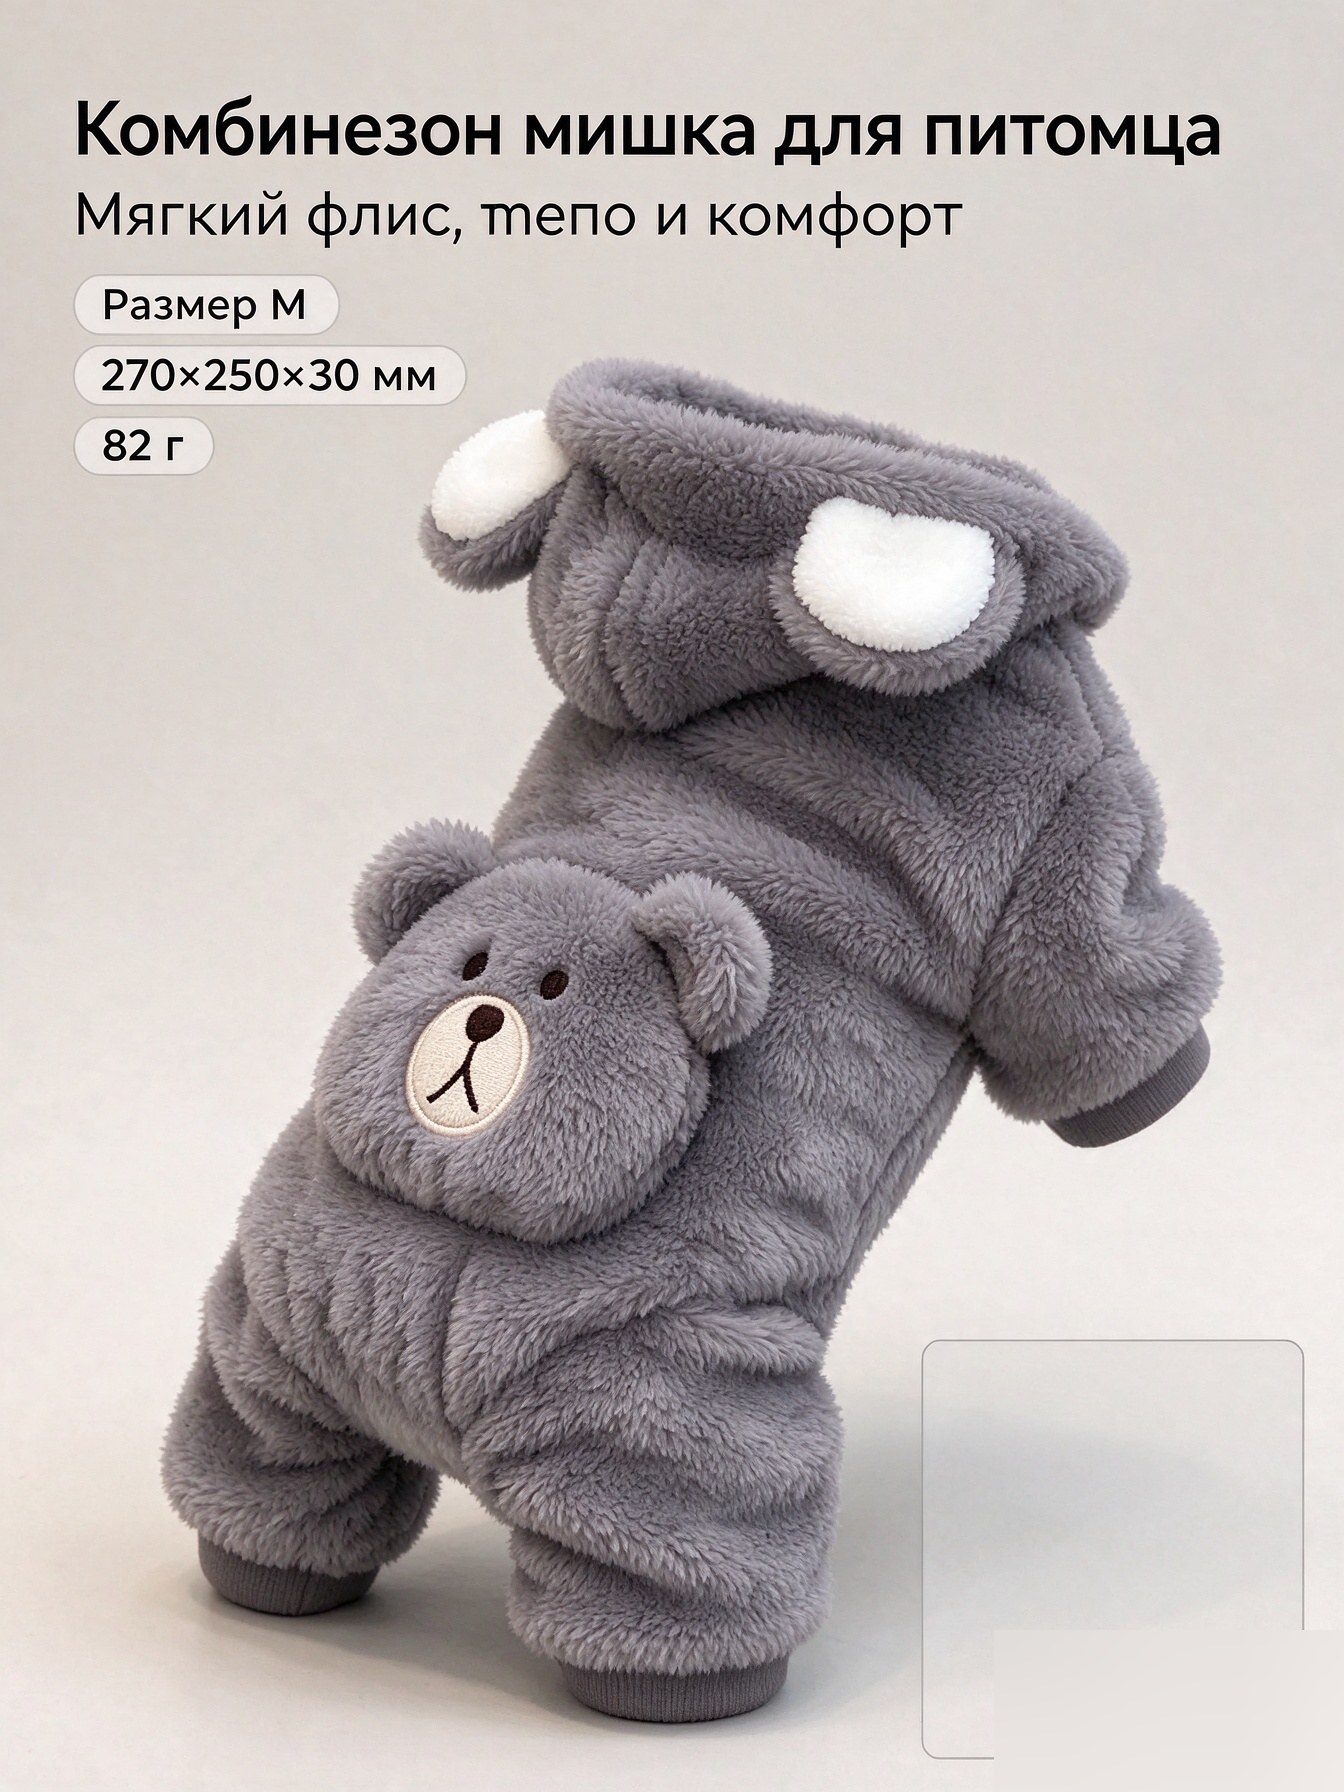 Комбинезон мишка для питомца
Мягкий флис, тепо и комфорт
Размер M
270×250×30 мм
82 г